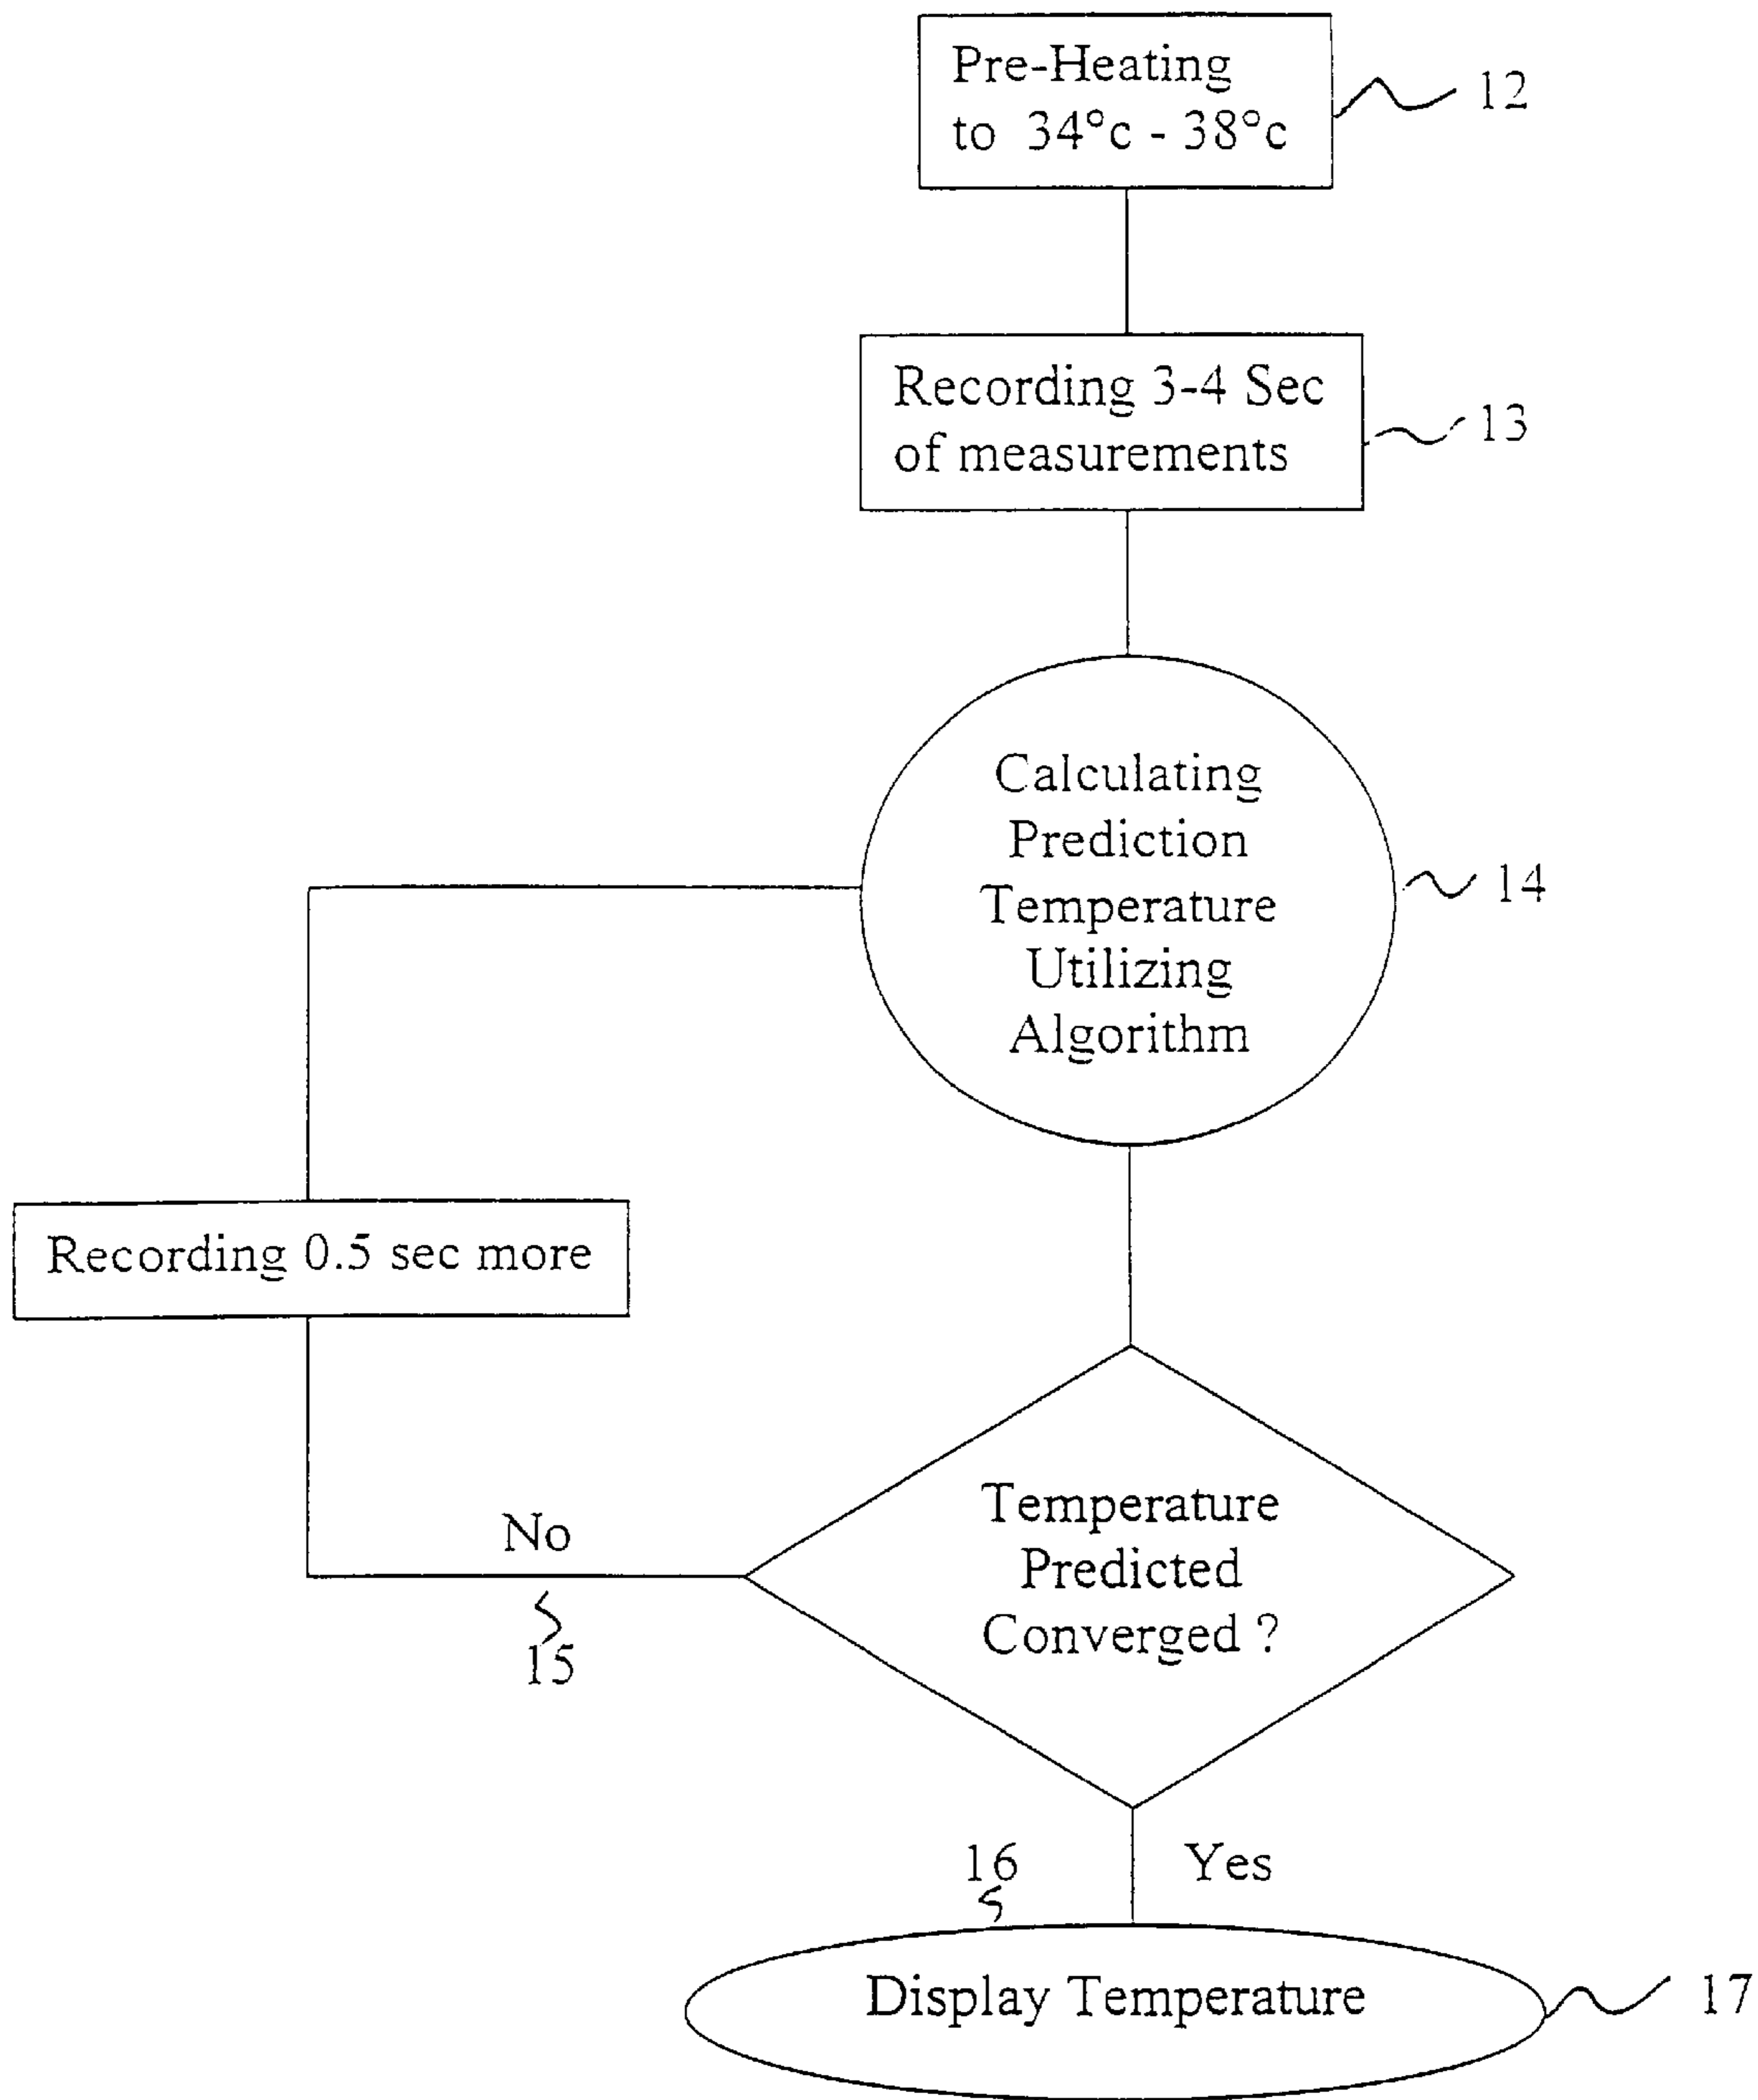 Pre-Heating
to 34°c - 38°c
12
Recording 3-4 Sec
of measurements
13
Calculating
Prediction
Temperature
Utilizing
Algorithm
14
Recording 0.5 sec more
No
15
Temperature
Predicted
Converged ?
16
Yes
Display Temperature
17